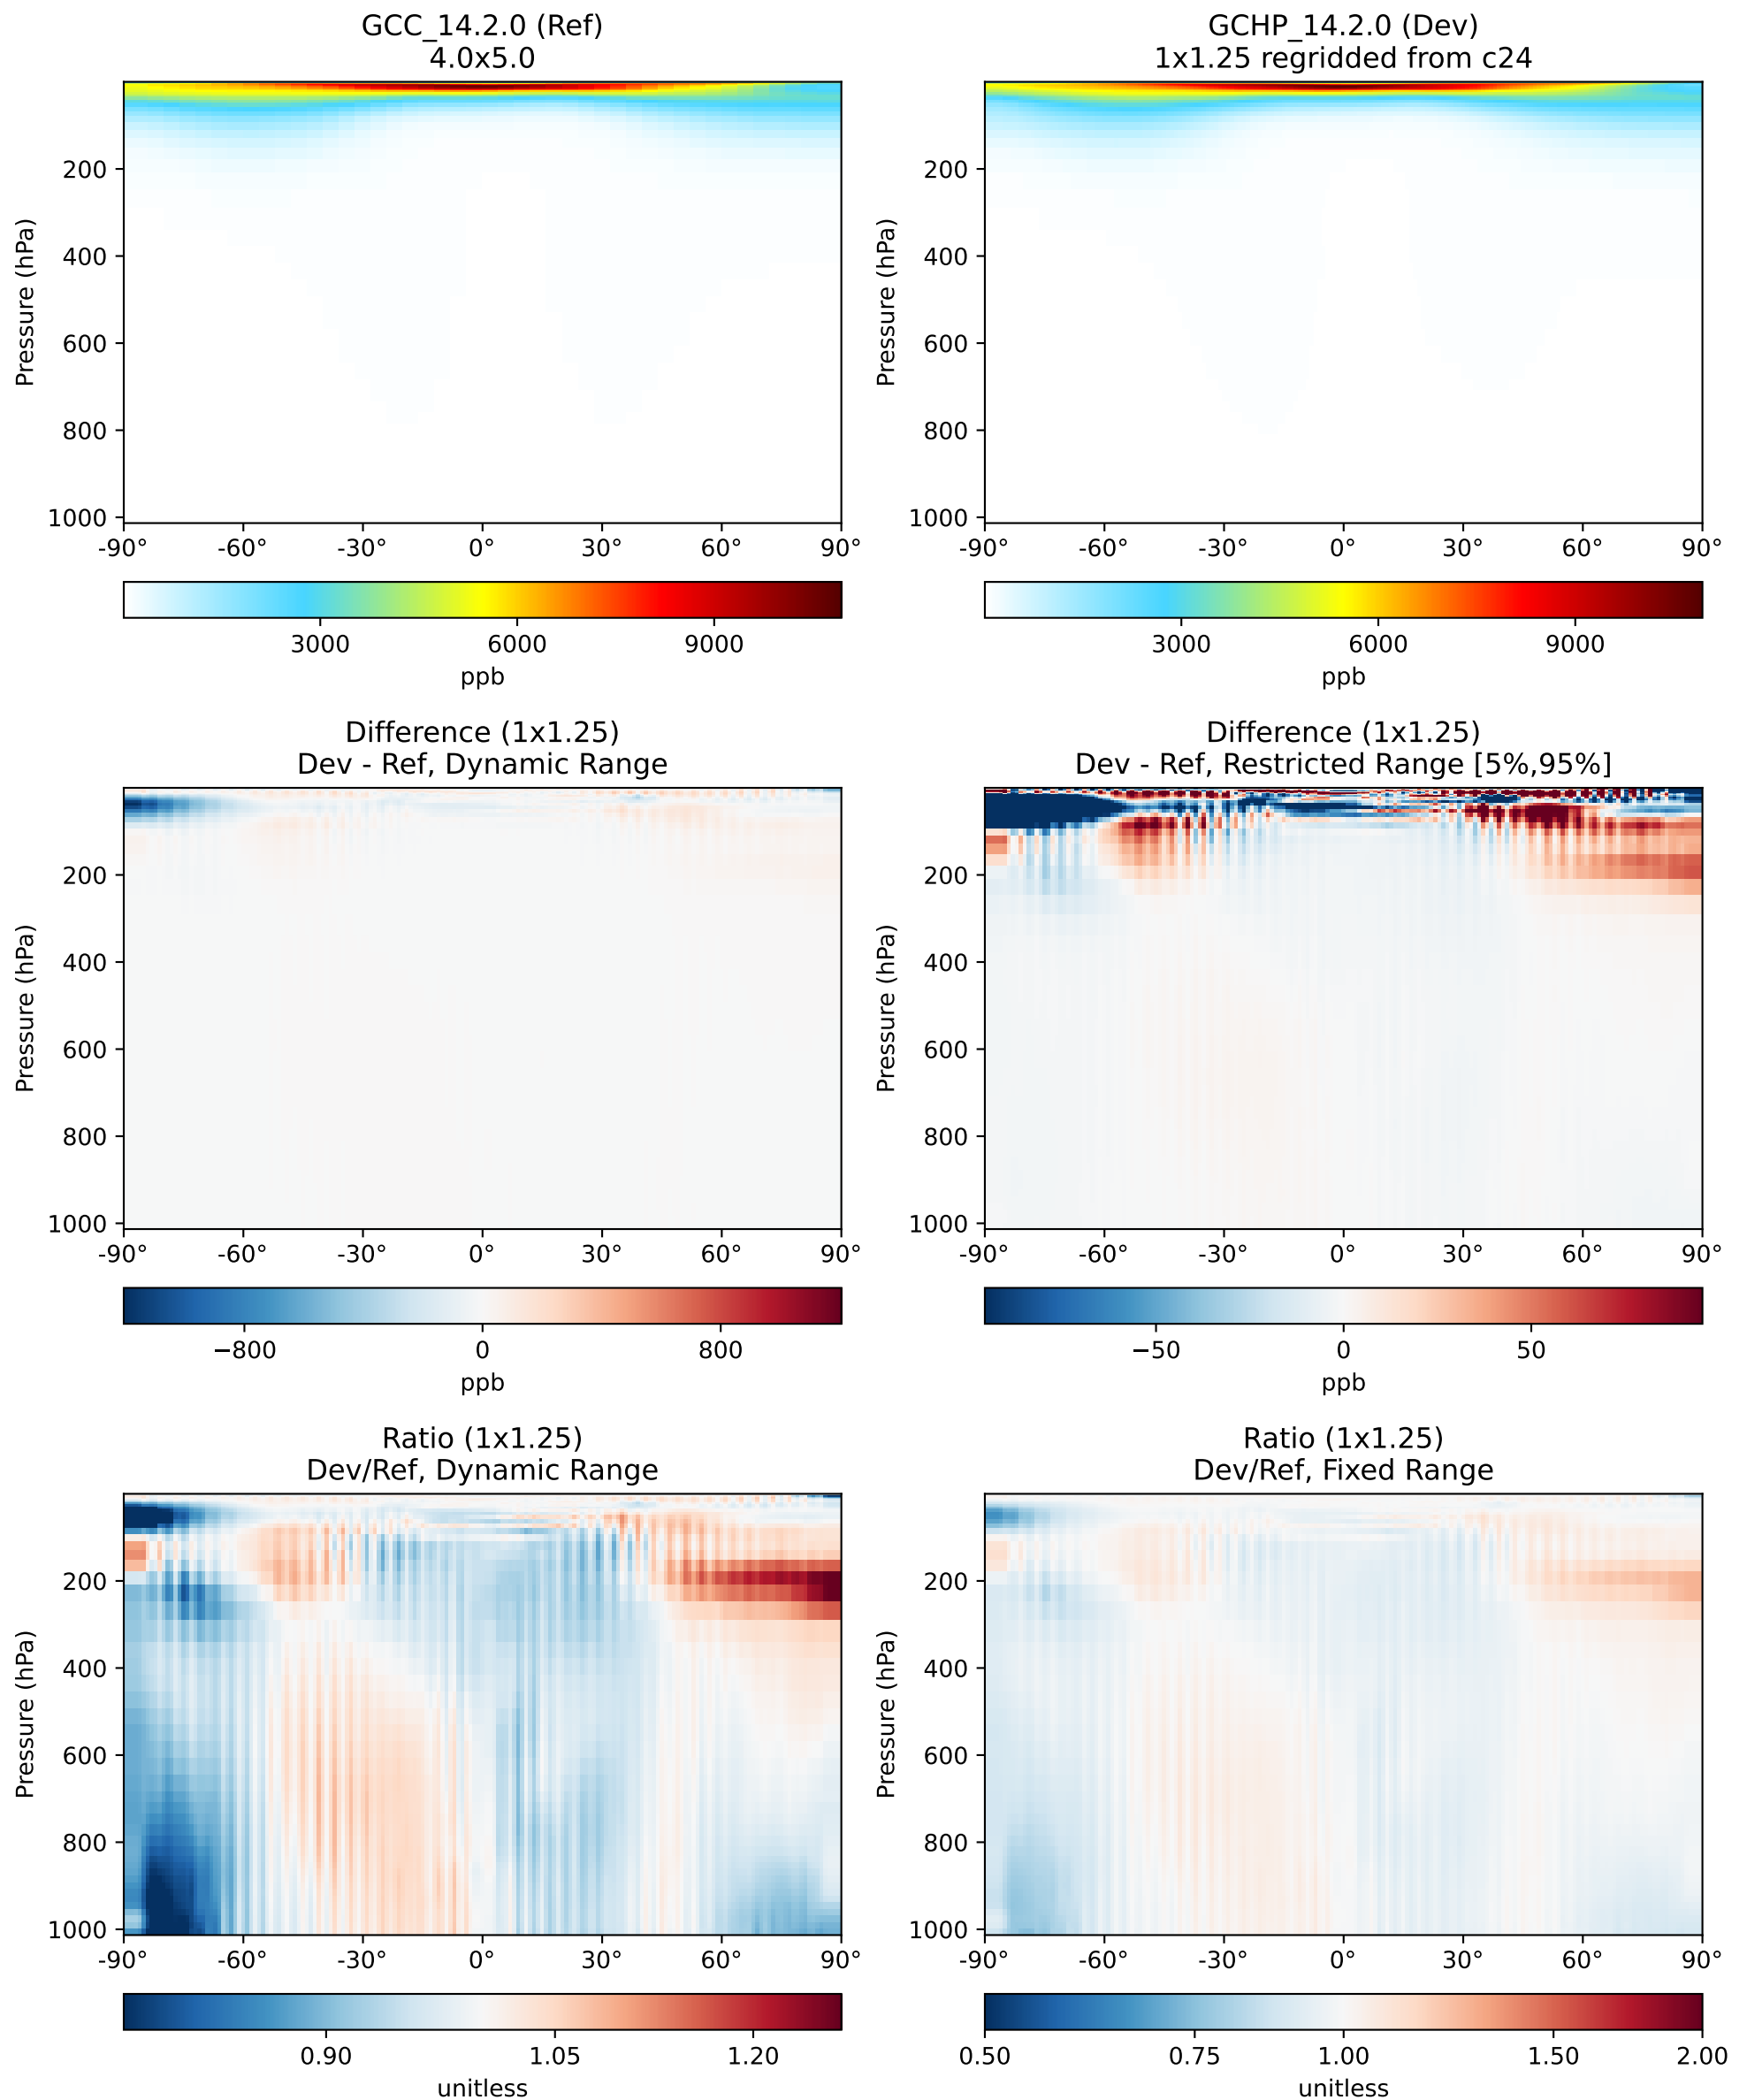 GCC_14.2.0 (Ref)
4.0x5.0
Pressure (hPa)
200
400
600
800
1000
-90° -60° -30° 0° 30° 60° 90°
3000 6000 9000
ppb
GCHP_14.2.0 (Dev)
1x1.25 regridded from c24
Pressure (hPa)
200
400
600
800
1000
-90° -60° -30° 0° 30° 60° 90°
3000 6000 9000
ppb
Difference (1x1.25)
Dev - Ref, Dynamic Range
Pressure (hPa)
200
400
600
800
1000
-90° -60° -30° 0° 30° 60° 90°
−800 0 800
ppb
Difference (1x1.25)
Dev - Ref, Restricted Range [5%,95%]
Pressure (hPa)
200
400
600
800
1000
-90° -60° -30° 0° 30° 60° 90°
−50 0 50
ppb
Ratio (1x1.25)
Dev/Ref, Dynamic Range
Pressure (hPa)
200
400
600
800
1000
-90° -60° -30° 0° 30° 60° 90°
0.90 1.05 1.20
unitless
Ratio (1x1.25)
Dev/Ref, Fixed Range
Pressure (hPa)
200
400
600
800
1000
-90° -60° -30° 0° 30° 60° 90°
0.50 0.75 1.00 1.50 2.00
unitless